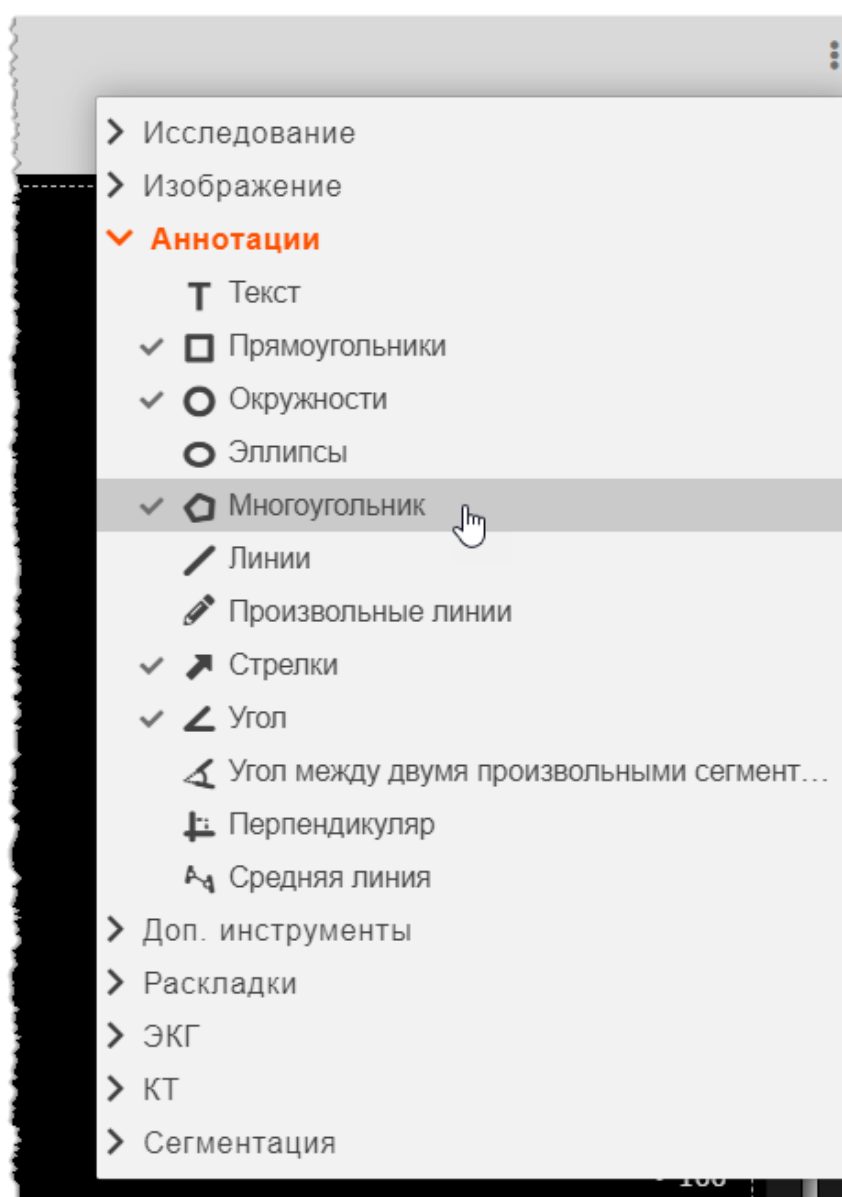 Исследование
Изображение
Аннотации
Текст
Прямоугольники
Окружности
Эллипсы
Многоугольник
Линии
Произвольные линии
Стрелки
Угол
Угол между двумя произвольными сегмент...
Перпендикуляр
Средняя линия
Доп. инструменты
Раскладки
ЭКГ
КТ
Сегментация